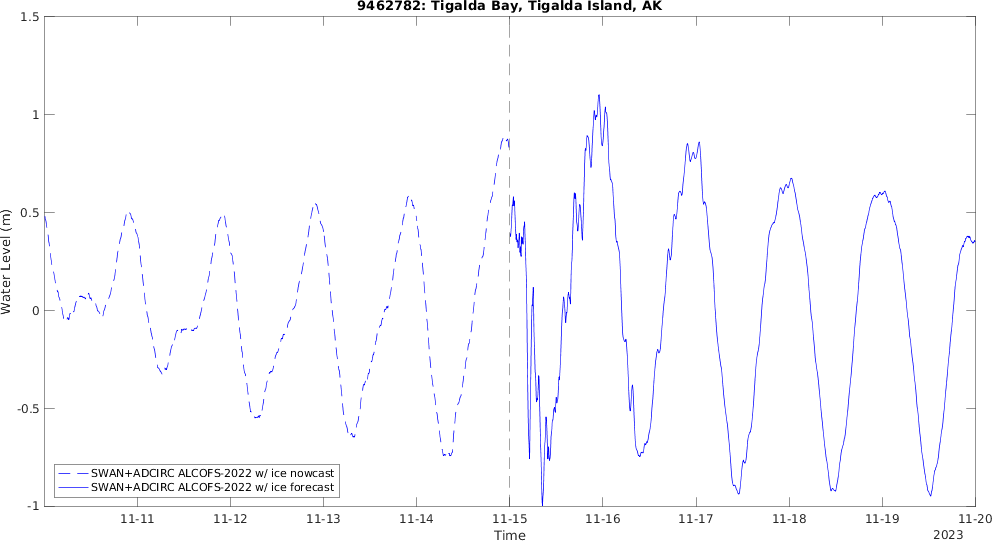 9462782: Tigalda Bay, Tigalda Island, AK
1.5
1
0.5
0
-0.5
-1
Water Level (m)
SWAN+ADCIRC ALCOFS-2022 w/ ice nowcast
SWAN+ADCIRC ALCOFS-2022 w/ ice forecast
11-11 11-12 11-13 11-14 11-15 11-16 11-17 11-18 11-19 11-20
Time
2023